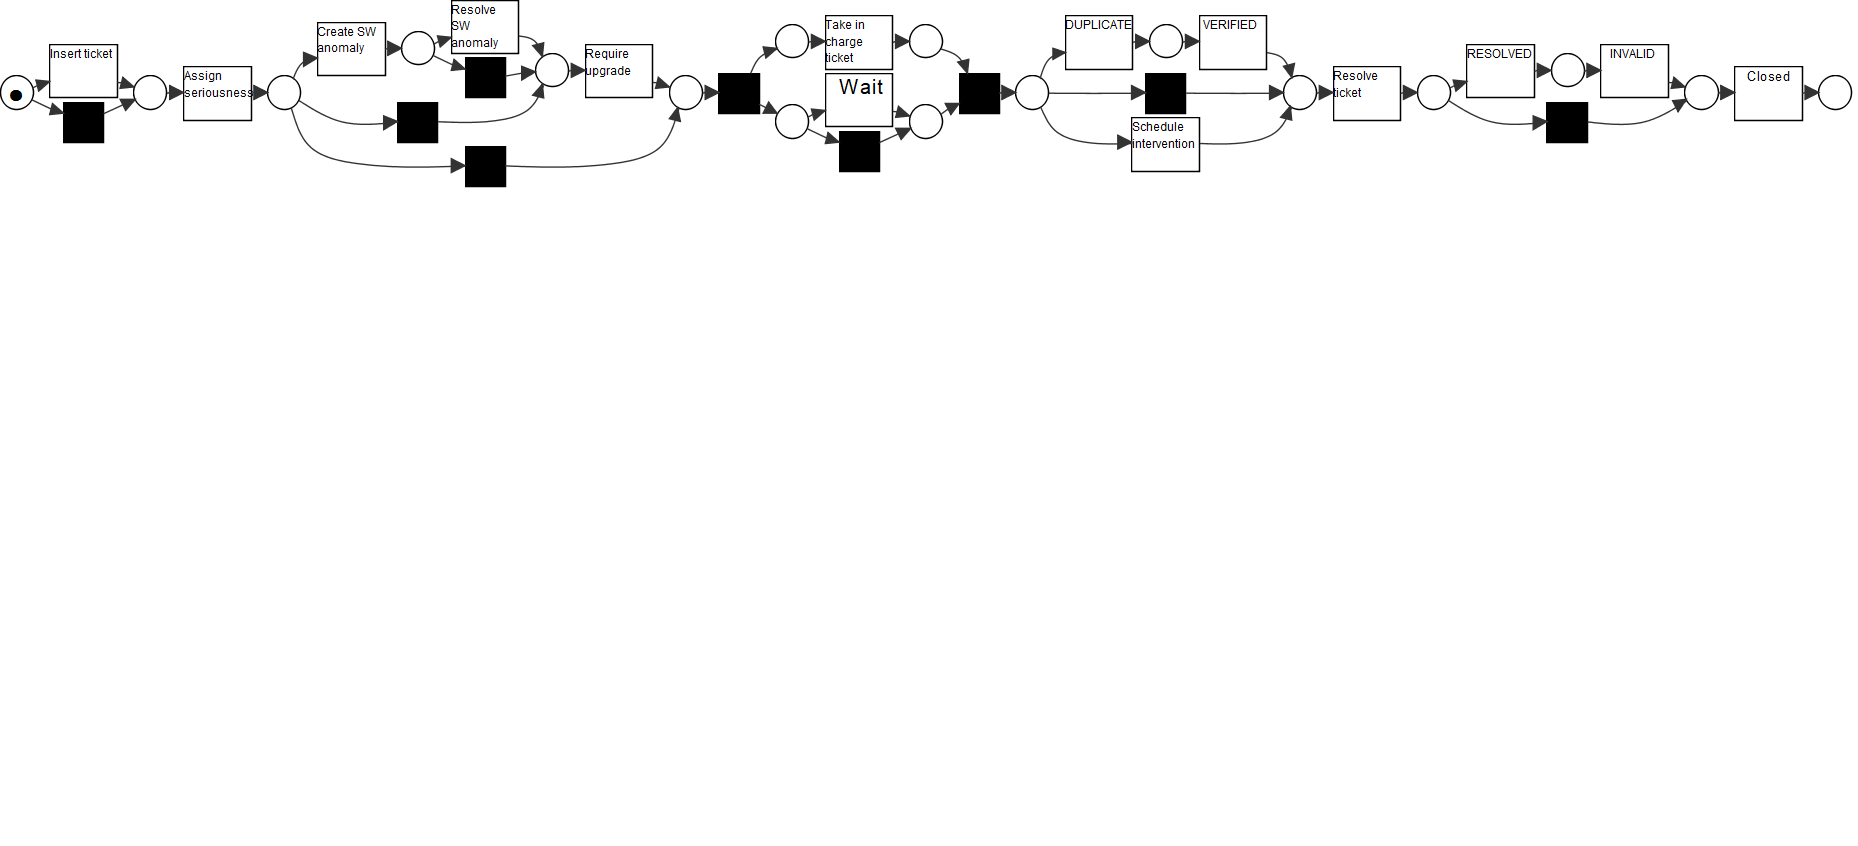 Insert ticket
Assign
seriousness
Create SW
anomaly
Resolve
SW
anomaly
Require
upgrade
Take in
charge
ticket
Wait
DUPLICATE
VERIFIED
Schedule
intervention
Resolve
ticket
RESOLVED
INVALID
Closed